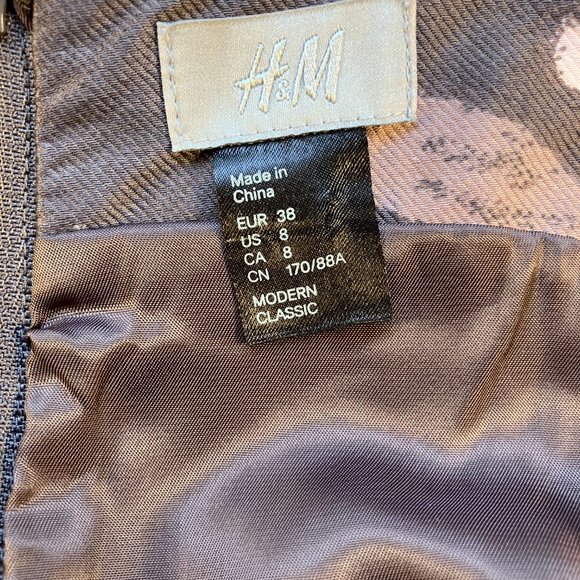 H&M
Made in
China
EUR 38
US 8
CA 8
CN 170/88A
MODERN
CLASSIC